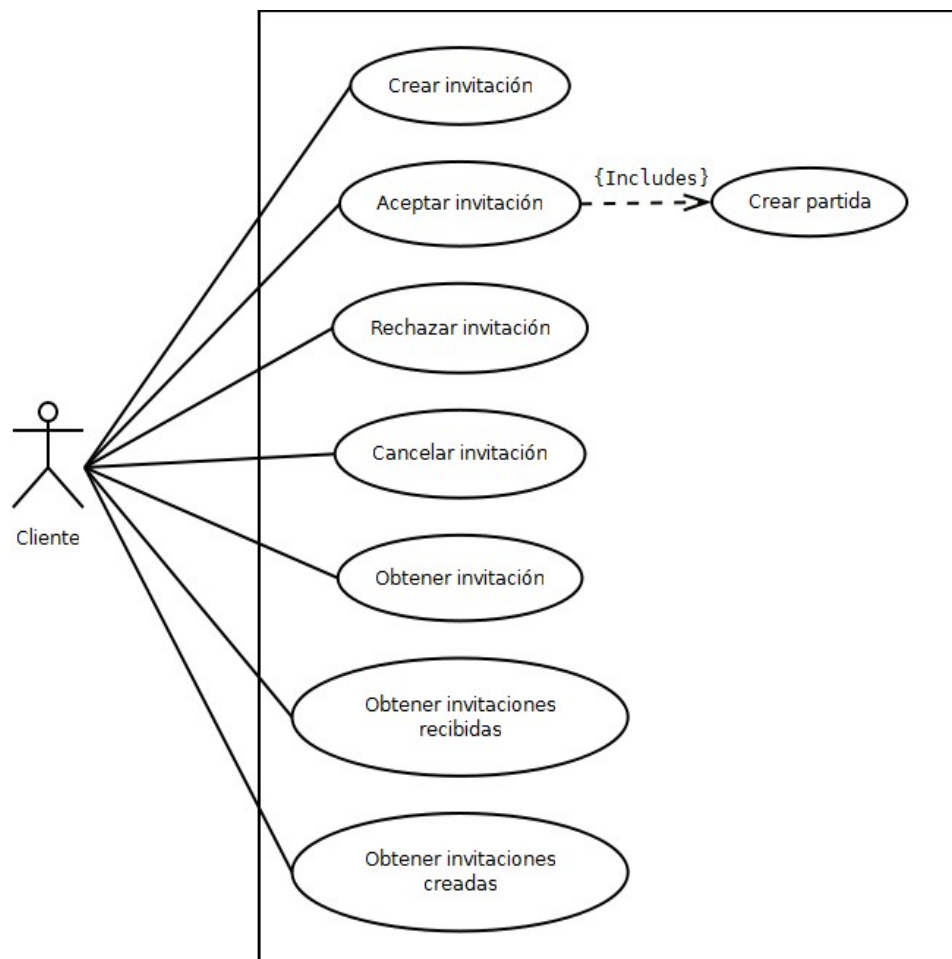 Crear invitación
Aceptar invitación
{Includes}
Crear partida
Rechazar invitación
Cancelar invitación
Cliente
Obtener invitación
Obtener invitaciones
recibidas
Obtener invitaciones
creadas